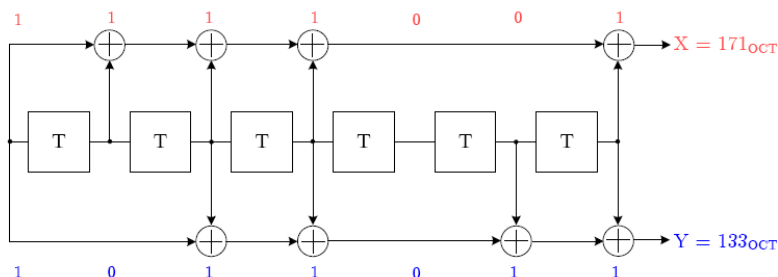 1 1 1 1 0 0 1
X = 171OCT
T T T T T T
Y = 133OCT
1 0 1 1 0 1 1